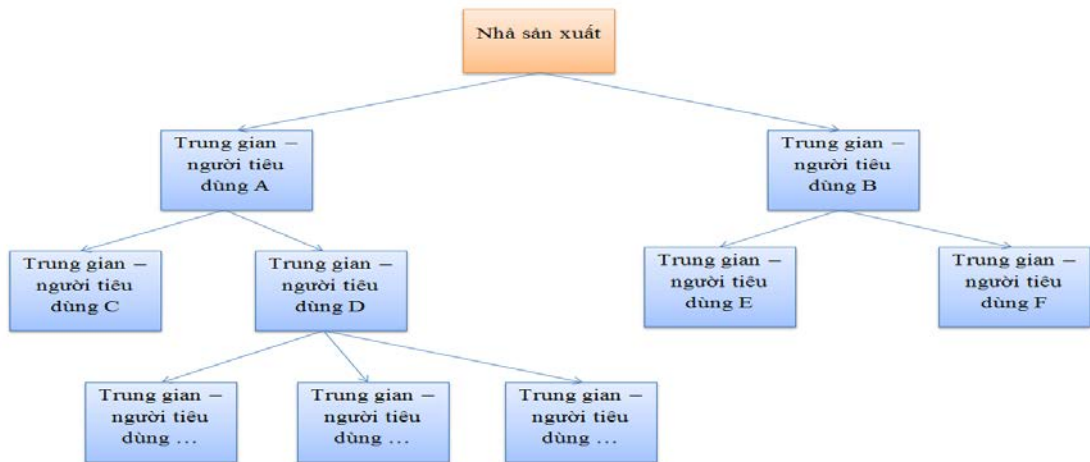 Nhà sản xuất
Trung gian –
người tiêu
dùng A
Trung gian –
người tiêu
dùng B
Trung gian –
người tiêu
dùng C
Trung gian –
người tiêu
dùng D
Trung gian –
người tiêu
dùng E
Trung gian –
người tiêu
dùng F
Trung gian –
người tiêu
dùng ...
Trung gian –
người tiêu
dùng ...
Trung gian –
người tiêu
dùng ...